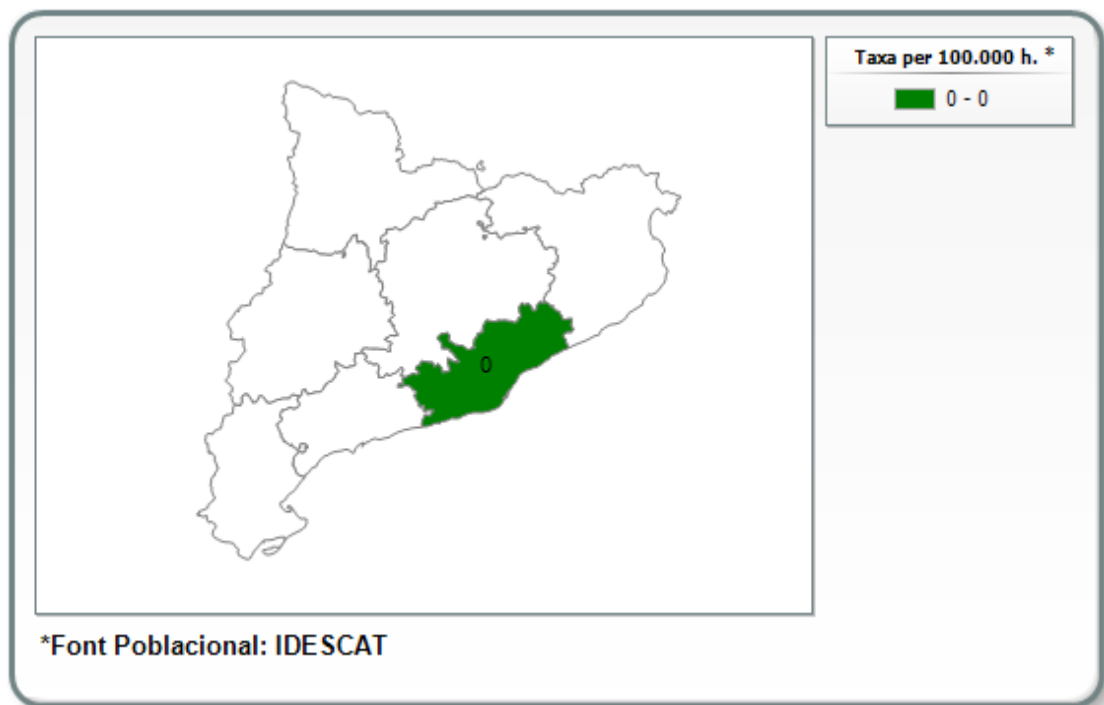 Taxa per 100.000 h. *
0 - 0
0
*Font Poblacional: IDESCAT